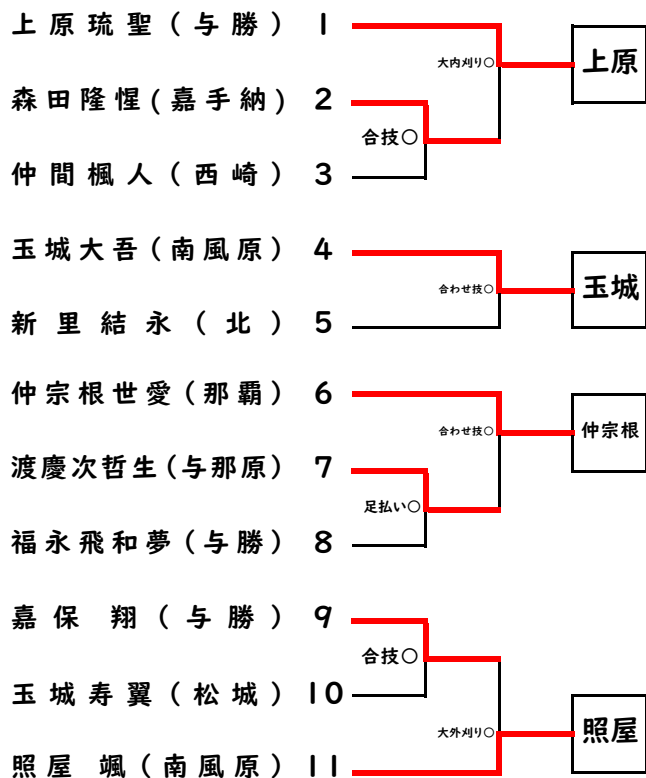 上原琉聖(与勝) 1
大内刈り○
上原
森田隆惺(嘉手納) 2
合技○
仲間楓人(西崎) 3
玉城大吾(南風原) 4
合わせ技○
玉城
新里結永(北) 5
仲宗根世愛(那覇) 6
合わせ技○
仲宗根
渡慶次哲生(与那原) 7
足払い○
福永飛和夢(与勝) 8
嘉保 翔(与勝) 9
合技○
玉城寿翼(松城) 10
大外刈り○
照屋
照屋 颯(南風原) 11